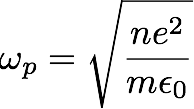 ω_p = √(ne²/mϵ₀)